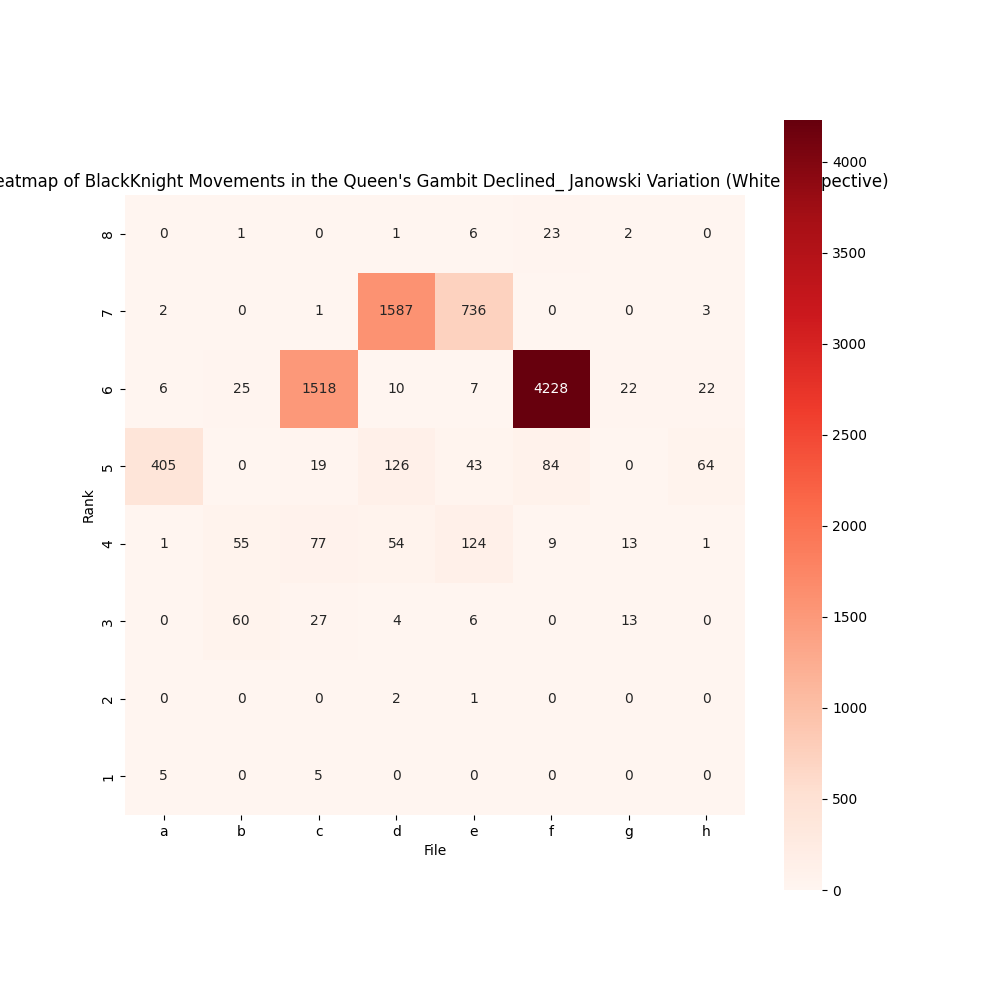 eatmap of BlackKnight Movements in the Queen's Gambit Declined_ Janowski Variation (White pective)
8 0 1 0 1 6 23 2 0
7 2 0 1 1587 736 0 0 3
6 6 25 1518 10 7 4228 22 22
5 405 0 19 126 43 84 0 64
4 1 55 77 54 124 9 13 1
3 0 60 27 4 6 0 13 0
2 0 0 0 2 1 0 0 0
1 5 0 5 0 0 0 0 0
a b c d e f g h
File
Rank
4000
3500
3000
2500
2000
1500
1000
500
0